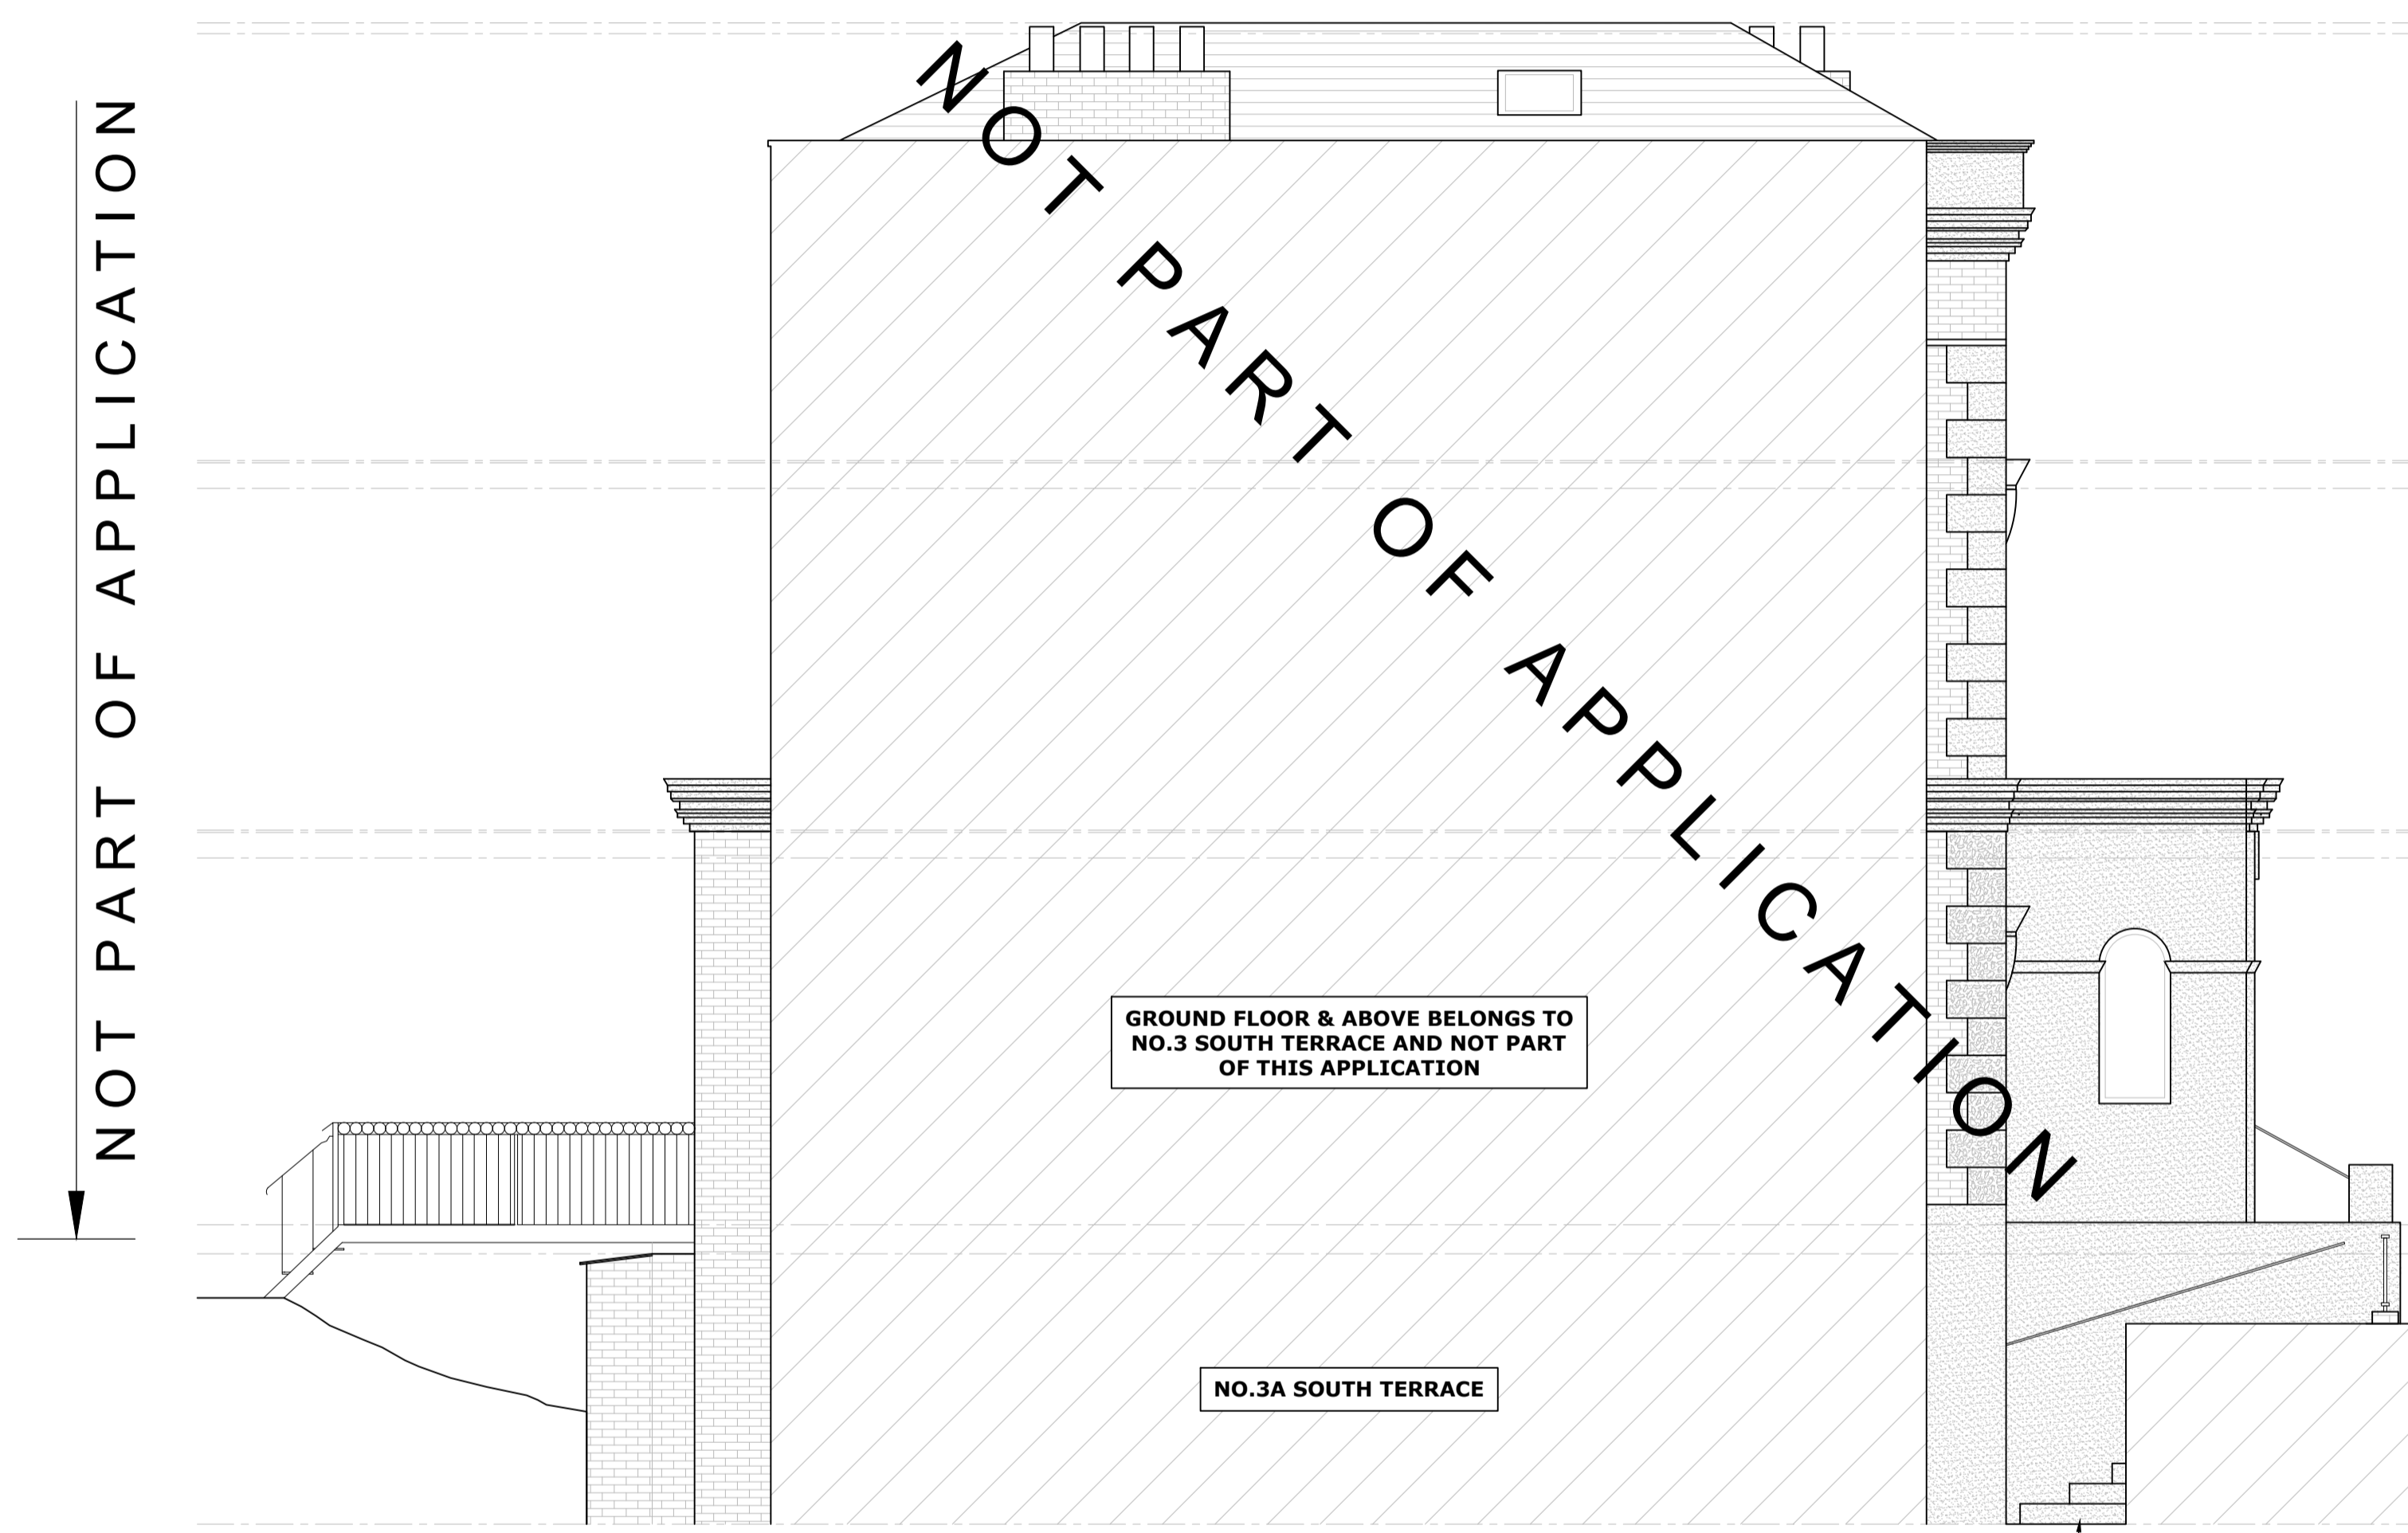 NOT PART OF APPLICATION
NOT PART OF APPLICATION
GROUND FLOOR & ABOVE BELONGS TO
NO.3 SOUTH TERRACE AND NOT PART
OF THIS APPLICATION
NO.3A SOUTH TERRACE